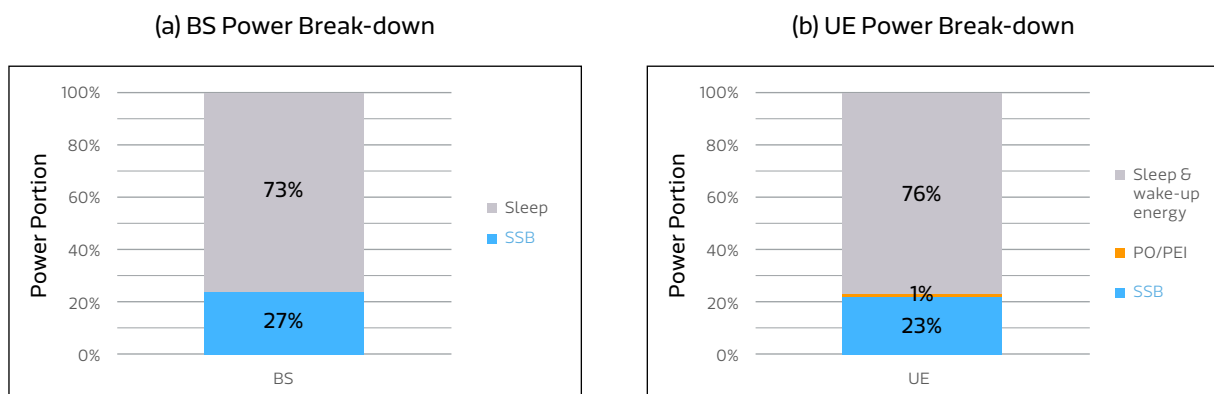 (a) BS Power Break-down
Power Portion
100%
80%
60%
40%
20%
0%
73%
27%
BS
Sleep
SSB
(b) UE Power Break-down
Power Portion
100%
80%
60%
40%
20%
0%
76%
1%
23%
UE
Sleep &
wake-up
energy
PO/PEI
SSB